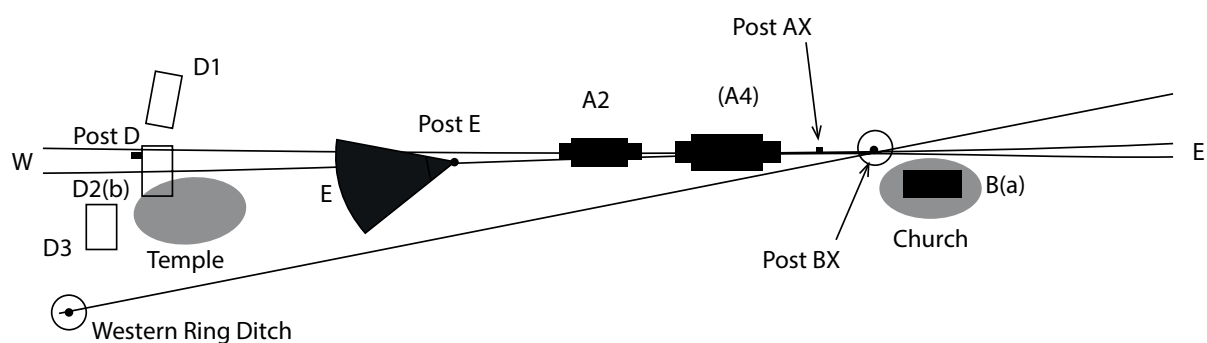 Post AX
D1
A2
(A4)
Post E
Post D
W
E
D2(b)
E
B(a)
D3
Church
Temple
Post BX
Western Ring Ditch